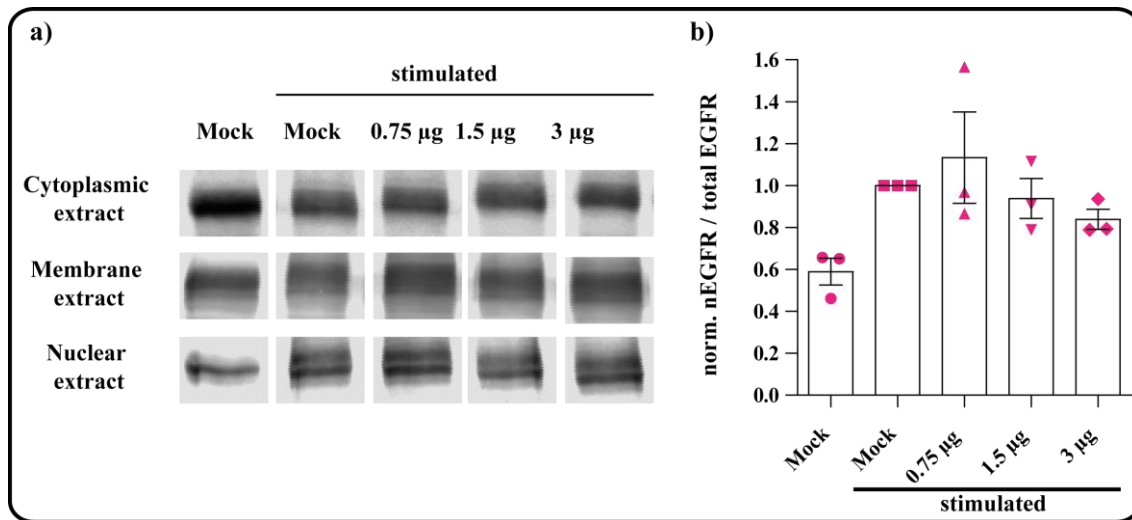 a)
stimulated
Mock Mock 0.75 μg 1.5 μg 3 μg
Cytoplasmic
extract
Membrane
extract
Nuclear
extract
b)
norm. nEGFR / total EGFR
1.6
1.4
1.2
1.0
0.8
0.6
0.4
0.2
0.0
Mock
Mock
0.75 μg
1.5 μg
3 μg
stimulated